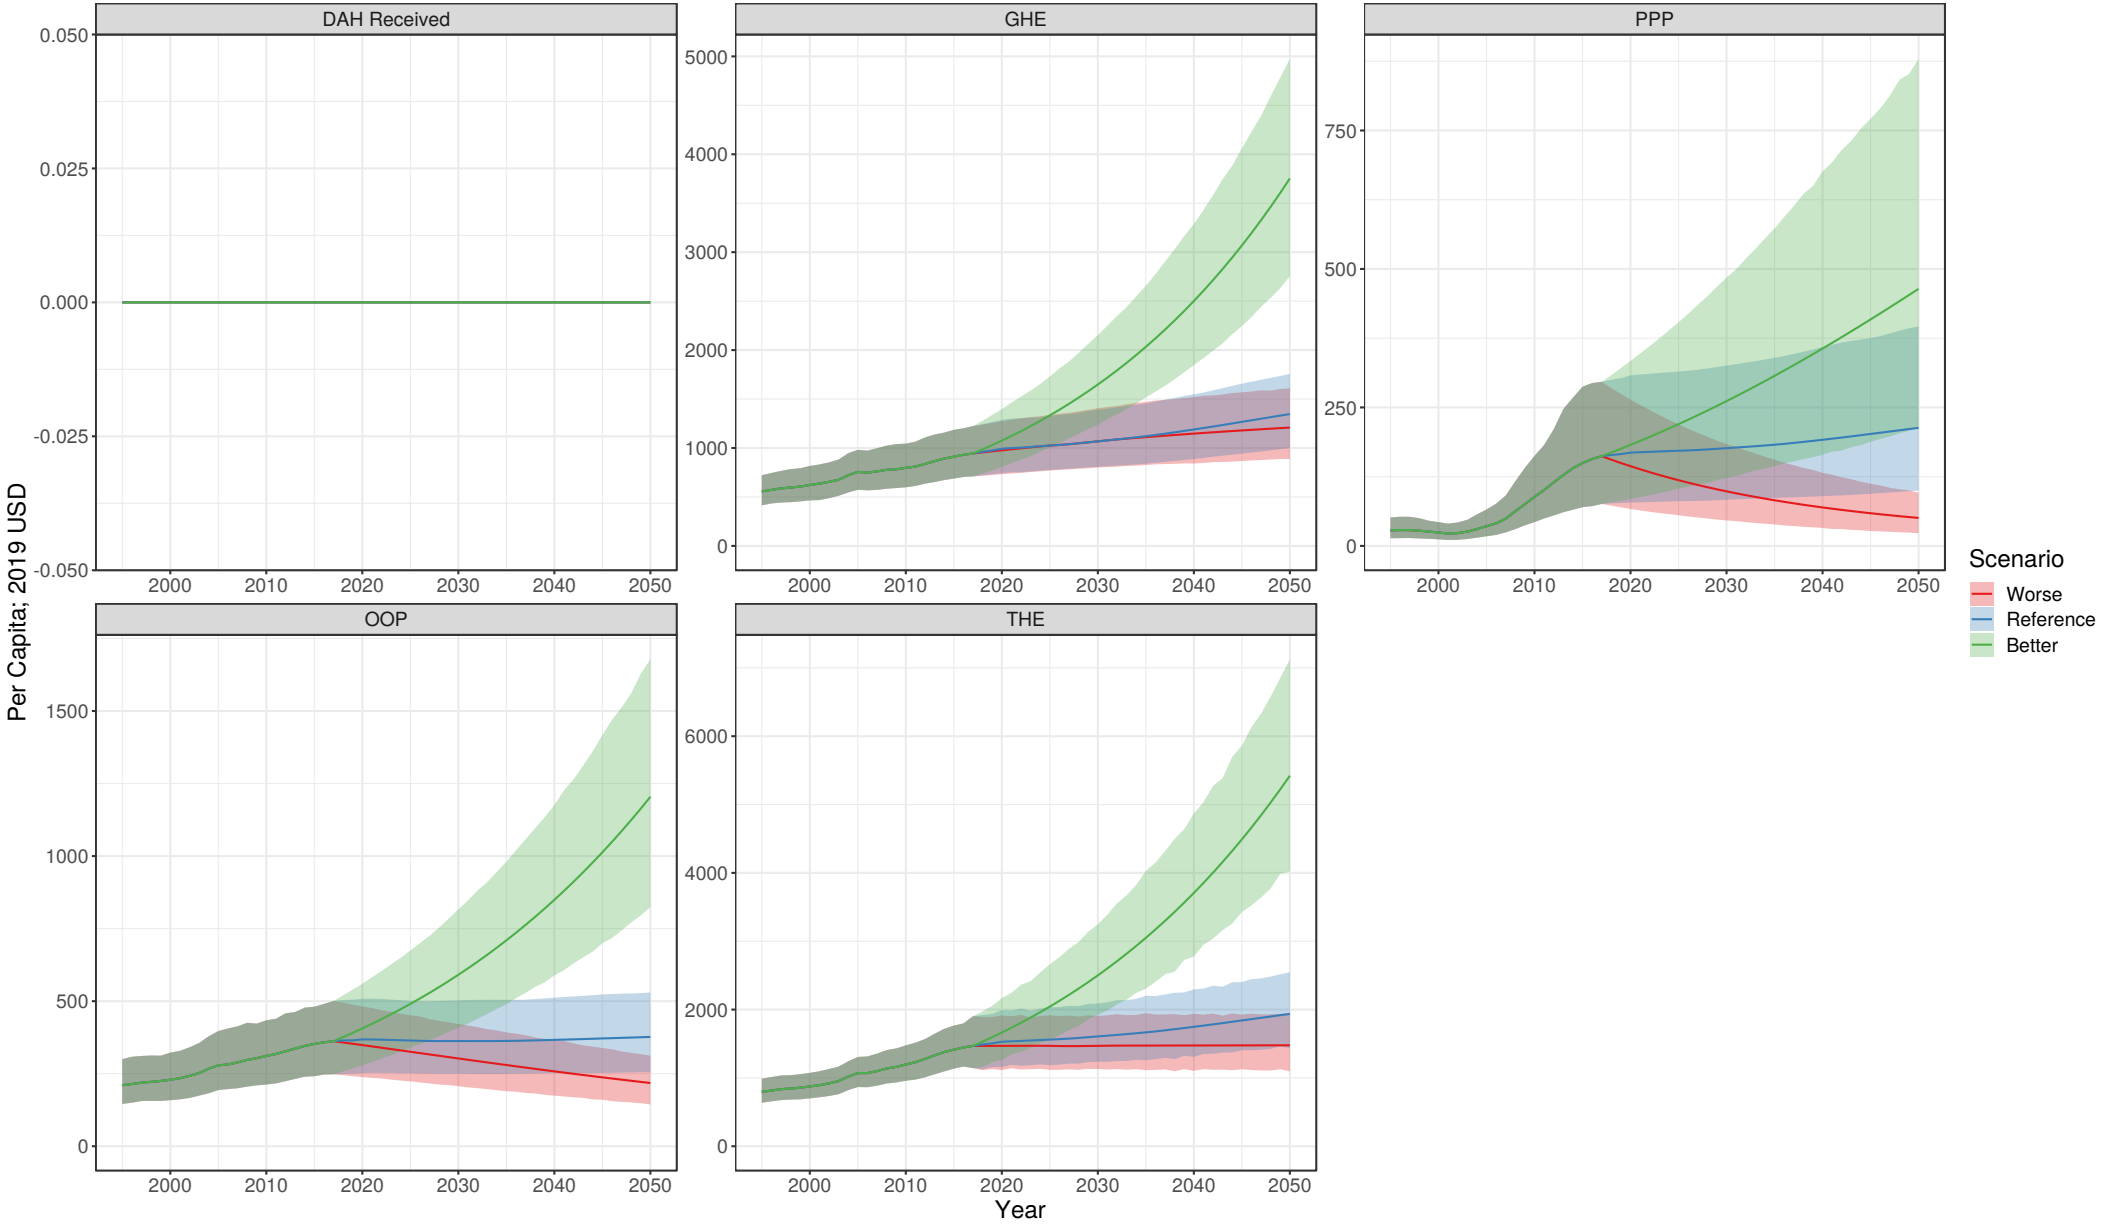 DAH Received
GHE
PPP
0.050
0.025
0.000
-0.025
-0.050
5000
4000
3000
2000
1000
0
750
500
250
0
2000 2010 2020 2030 2040 2050
2000 2010 2020 2030 2040 2050
2000 2010 2020 2030 2040 2050
Per Capita; 2019 USD
OOP
THE
1500
1000
500
0
6000
4000
2000
0
2000 2010 2020 2030 2040 2050
2000 2010 2020 2030 2040 2050
Year
Scenario
Worse
Reference
Better